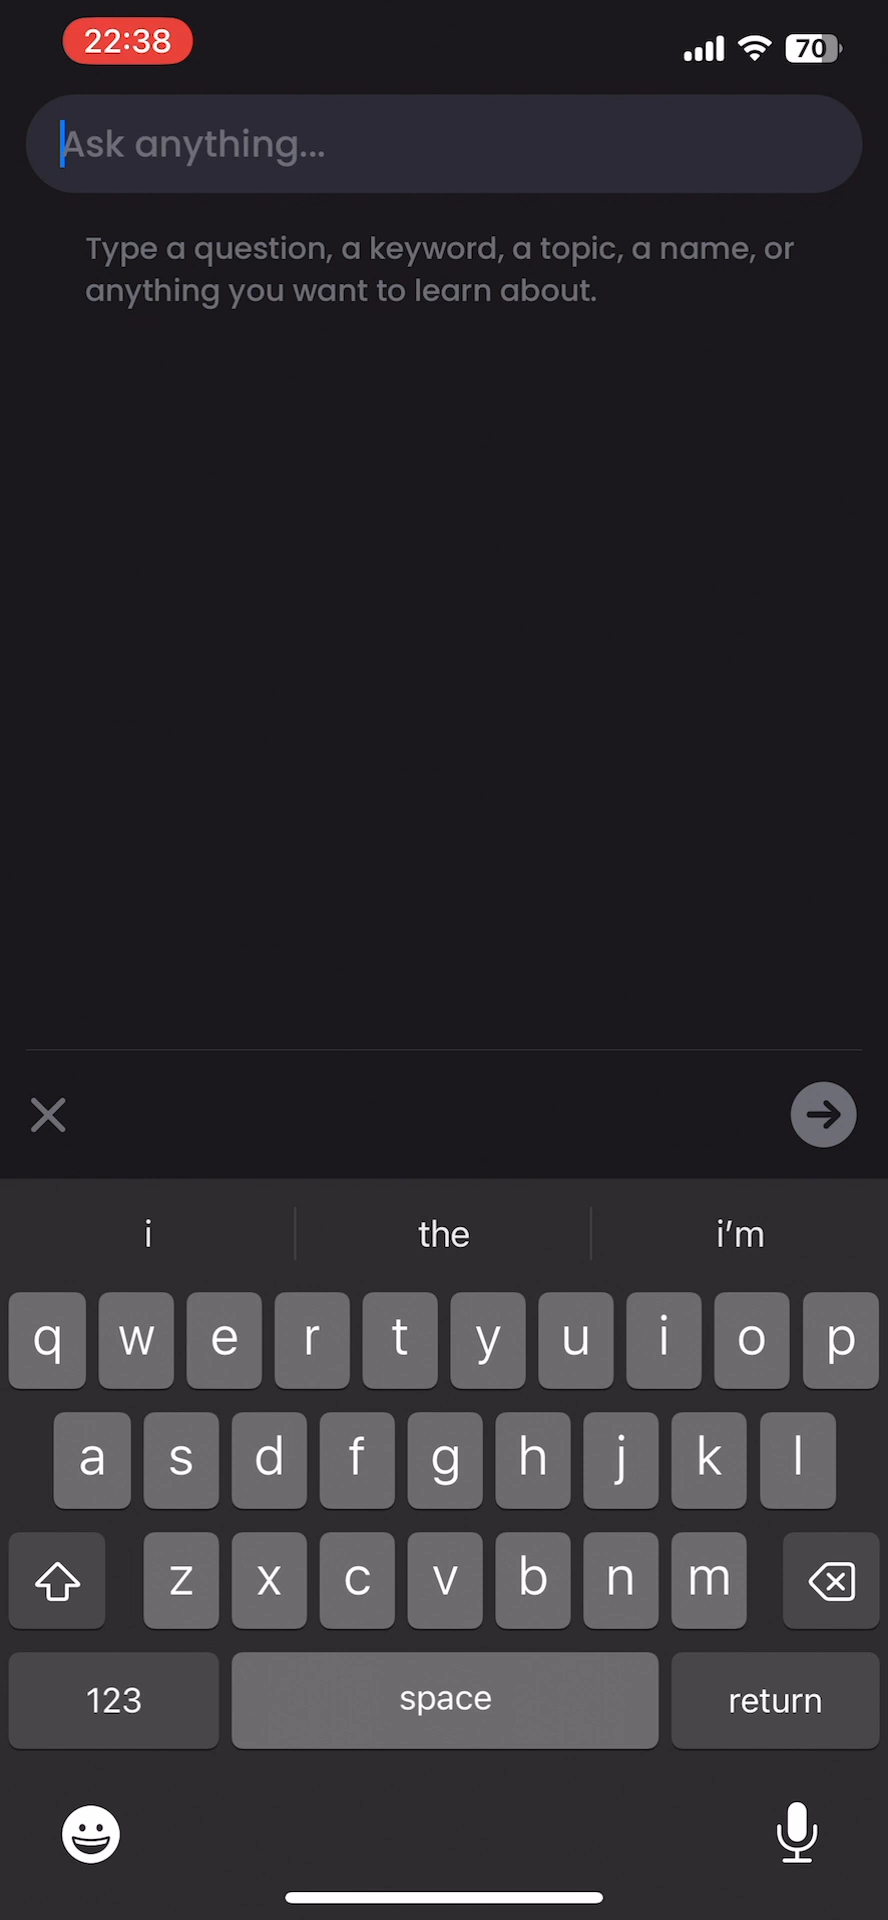 22:38
70
Ask anything...
Type a question, a keyword, a topic, a name, or
anything you want to learn about.
i the i'm
q w e r t y u i o p
a s d f g h j k l
z x c v b n m
123 space return